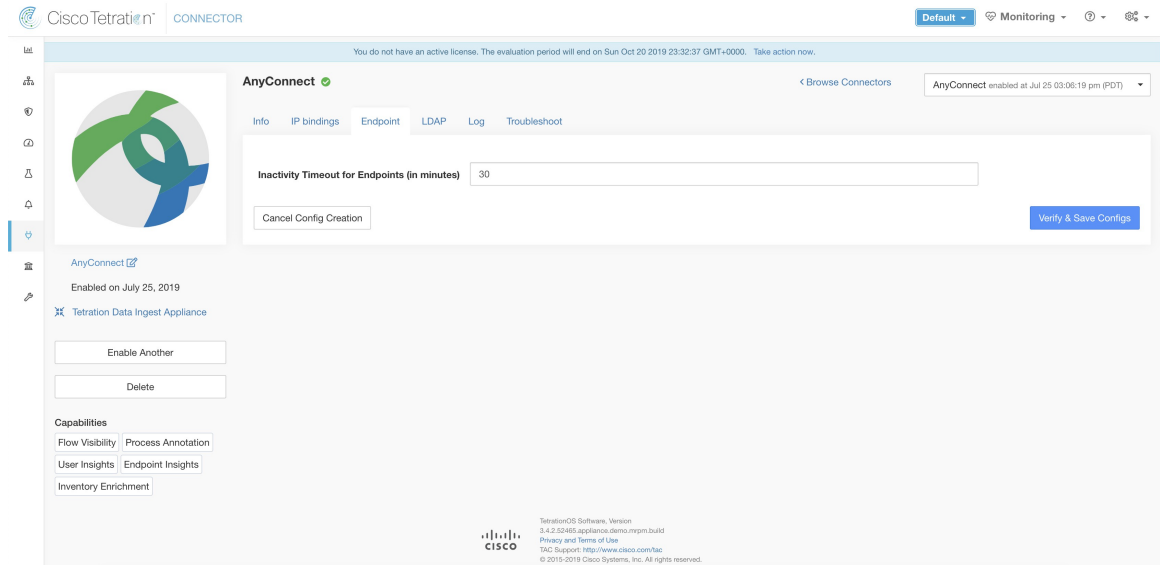 Cisco Tetration™ CONNECTOR Default Monitoring
You do not have an active license. The evaluation period will end on Sun Oct 20 2019 23:32:37 GMT+0000. Take action now.
AnyConnect
Browse Connectors
AnyConnect enabled at Jul 25 03:06:19 pm (PDT)
Info IP bindings Endpoint LDAP Log Troubleshoot
Inactivity Timeout for Endpoints (in minutes) 30
Cancel Config Creation Verify & Save Configs
AnyConnect
Enabled on July 25, 2019
Tetration Data Ingest Appliance
Enable Another
Delete
Capabilities
Flow Visibility Process Annotation
User Insights Endpoint Insights
Inventory Enrichment
CISCO
TetrationOS Software, Version
3.4.2.52465.appliance.demo.mrpm.build
Privacy and Terms of Use
TAC Support: http://www.cisco.com/tac
© 2015-2019 Cisco Systems, Inc. All rights reserved.